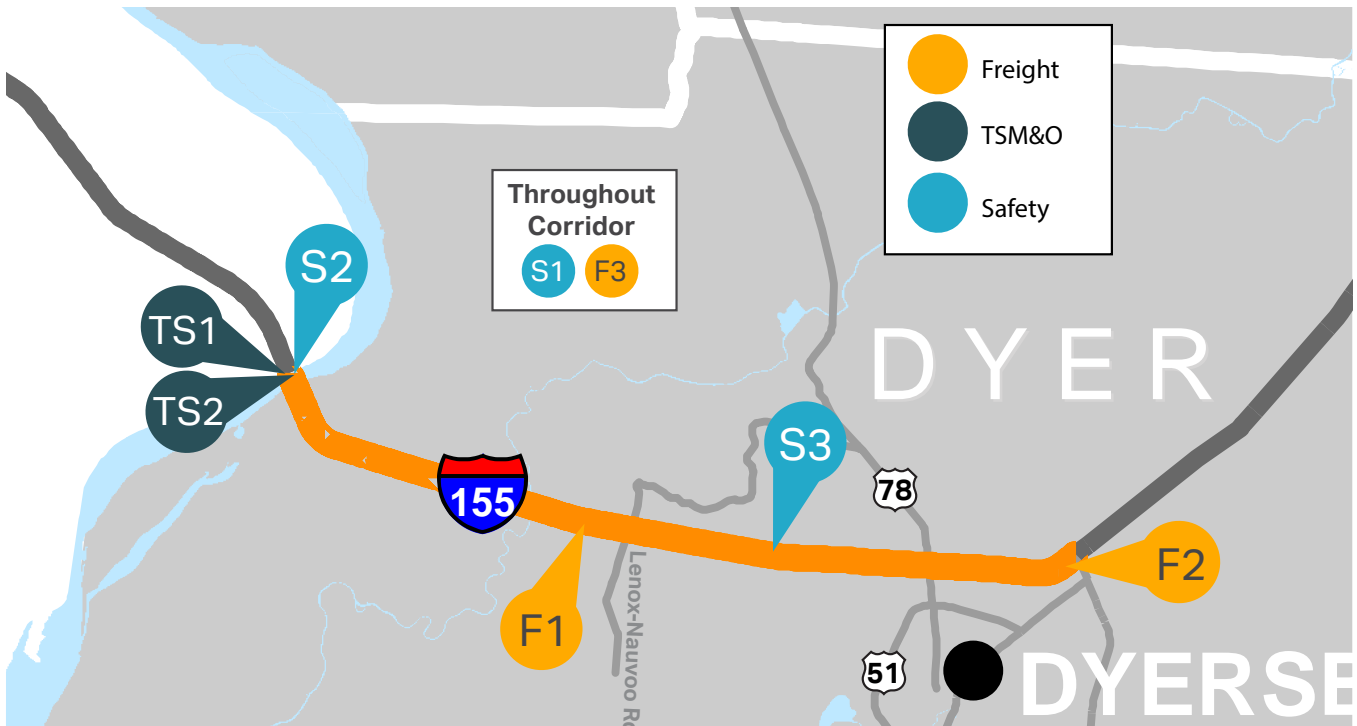 Freight
TSM&O
Safety
Throughout
Corridor
S1 F3
S2
TS1
TS2
DYER
S3
155
78
F1
F2
Lenox-Nauvoo R
51
DYERSE